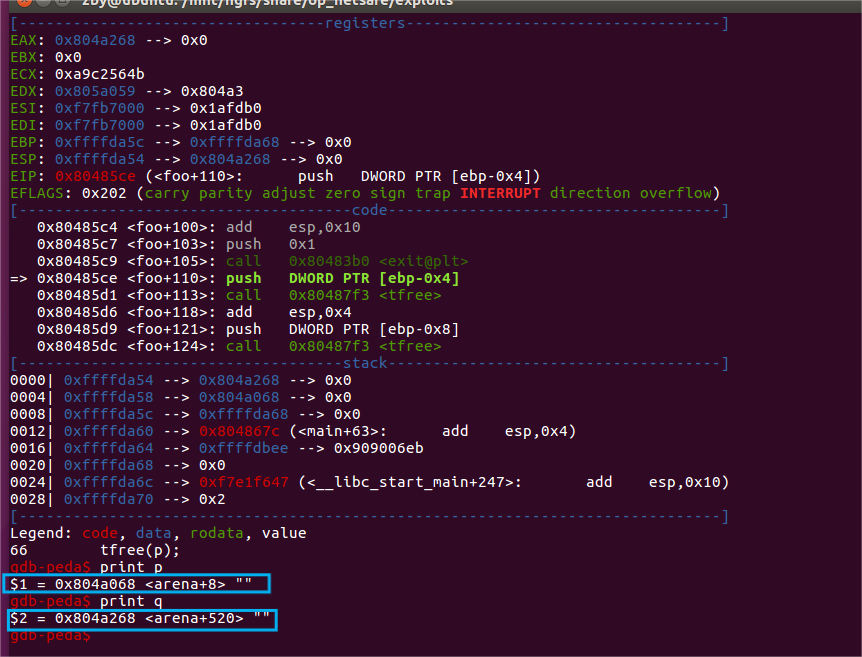 zby@ubuntu: /mnt/hgfs/share/op_netsafe/exploits
[----------------------------------registers-----------------------------------]
EAX: 0x804a268 --> 0x0
EBX: 0x0
ECX: 0xa9c2564b
EDX: 0x805a059 --> 0x804a3
ESI: 0xf7fb7000 --> 0x1afdb0
EDI: 0xf7fb7000 --> 0x1afdb0
EBP: 0xffffda5c --> 0xffffda68 --> 0x0
ESP: 0xffffda54 --> 0x804a268 --> 0x0
EIP: 0x80485ce (<foo+110>: push DWORD PTR [ebp-0x4])
EFLAGS: 0x202 (carry parity adjust zero sign trap INTERRUPT direction overflow)
[-------------------------------------code-------------------------------------]
0x80485c4 <foo+100>: add esp,0x10
0x80485c7 <foo+103>: push 0x1
0x80485c9 <foo+105>: call 0x80483b0 <exit@plt>
=> 0x80485ce <foo+110>: push DWORD PTR [ebp-0x4]
0x80485d1 <foo+113>: call 0x80487f3 <tfree>
0x80485d6 <foo+118>: add esp,0x4
0x80485d9 <foo+121>: push DWORD PTR [ebp-0x8]
0x80485dc <foo+124>: call 0x80487f3 <tfree>
[------------------------------------stack-------------------------------------]
0000| 0xffffda54 --> 0x804a268 --> 0x0
0004| 0xffffda58 --> 0x804a068 --> 0x0
0008| 0xffffda5c --> 0xffffda68 --> 0x0
0012| 0xffffda60 --> 0x804867c (<main+63>: add esp,0x4)
0016| 0xffffda64 --> 0xffffdbee --> 0x909006eb
0020| 0xffffda68 --> 0x0
0024| 0xffffda6c --> 0xf7e1f647 (<__libc_start_main+247>: add esp,0x10)
0028| 0xffffda70 --> 0x2
[------------------------------------------------------------------------------]
Legend: code, data, rodata, value
66 tfree(p);
gdb-peda$ print p
$1 = 0x804a068 <arena+8> ""
gdb-peda$ print q
$2 = 0x804a268 <arena+520> ""
gdb-peda$